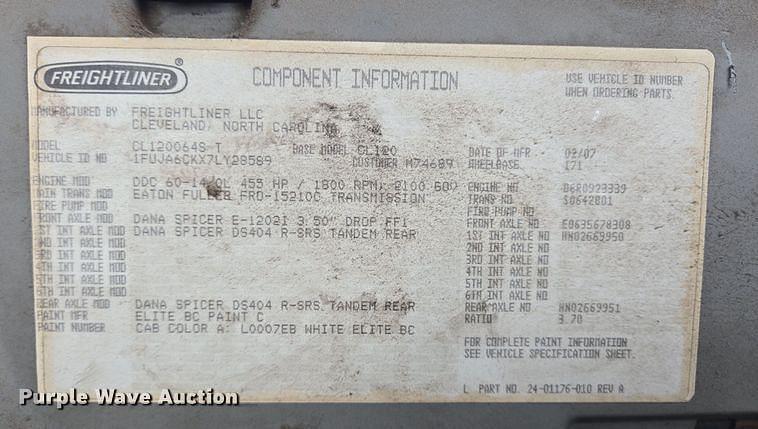 FREIGHTLINER ®
COMPONENT INFORMATION
USE VEHICLE ID NUMBER
WHEN ORDERING PARTS
MANUFACTURED BY FREIGHTLINER LLC
CLEVELAND, NORTH CAROLINA
MODEL CL120064S T BASE MODEL CL120 DATE OF MFR 03/07
VEHICLE ID NO 1FUJA6CKX7LY28589 CUSTOMER M74689 WHEELBASE 171
ENGINE MOD DDC 60-14.0L 455 HP / 1800 RPM; 2100 GOV ENGINE NO 06R0923339
MAIN TRANS MOD EATON FULLER FRO-15210C TRANSMISSION TRANS NO S0642801
FIRE PUMP MOD FIRE PUMP NO
FRONT AXLE MOD DANA SPICER E-1202I 3.50" DROP FF1 FRONT AXLE NO E0635678308
1ST INT AXLE MOD DANA SPICER DS404 R-SRS TANDEM REAR 1ST INT AXLE NO HN02669950
2ND INT AXLE MOD 2ND INT AXLE NO
3RD INT AXLE MOD 3RD INT AXLE NO
4TH INT AXLE MOD 4TH INT AXLE NO
5TH INT AXLE MOD 5TH INT AXLE NO
6TH INT AXLE MOD 6TH INT AXLE NO
REAR AXLE MOD DANA SPICER DS404 R-SRS TANDEM REAR REAR AXLE NO HN02669951
PAINT MFR ELITE BC PAINT C RATIO 3.70
PAINT NUMBER CAB COLOR A: L0007EB WHITE ELITE BC
FOR COMPLETE PAINT INFORMATION
SEE VEHICLE SPECIFICATION SHEET.
L PART NO. 24-01176-010 REV A
Purple Wave Auction